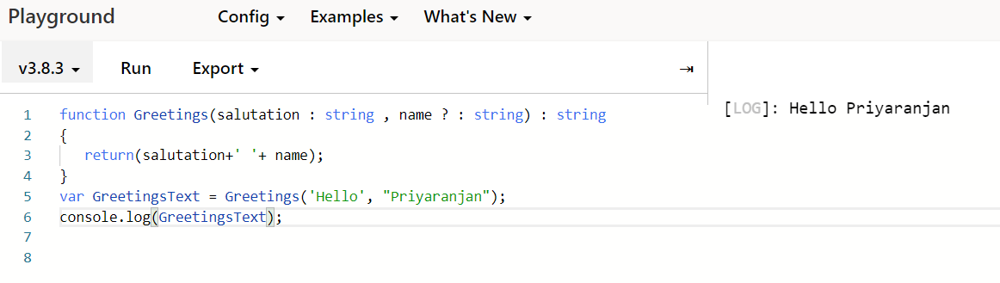 Playground Config Examples What's New
v3.8.3 Run Export ⇥
1 function Greetings(salutation : string , name ? : string) : string
2 {
3 return(salutation+' '+ name);
4 }
5 var GreetingsText = Greetings('Hello', "Priyaranjan");
6 console.log(GreetingsText);
7
8
[LOG]: Hello Priyaranjan